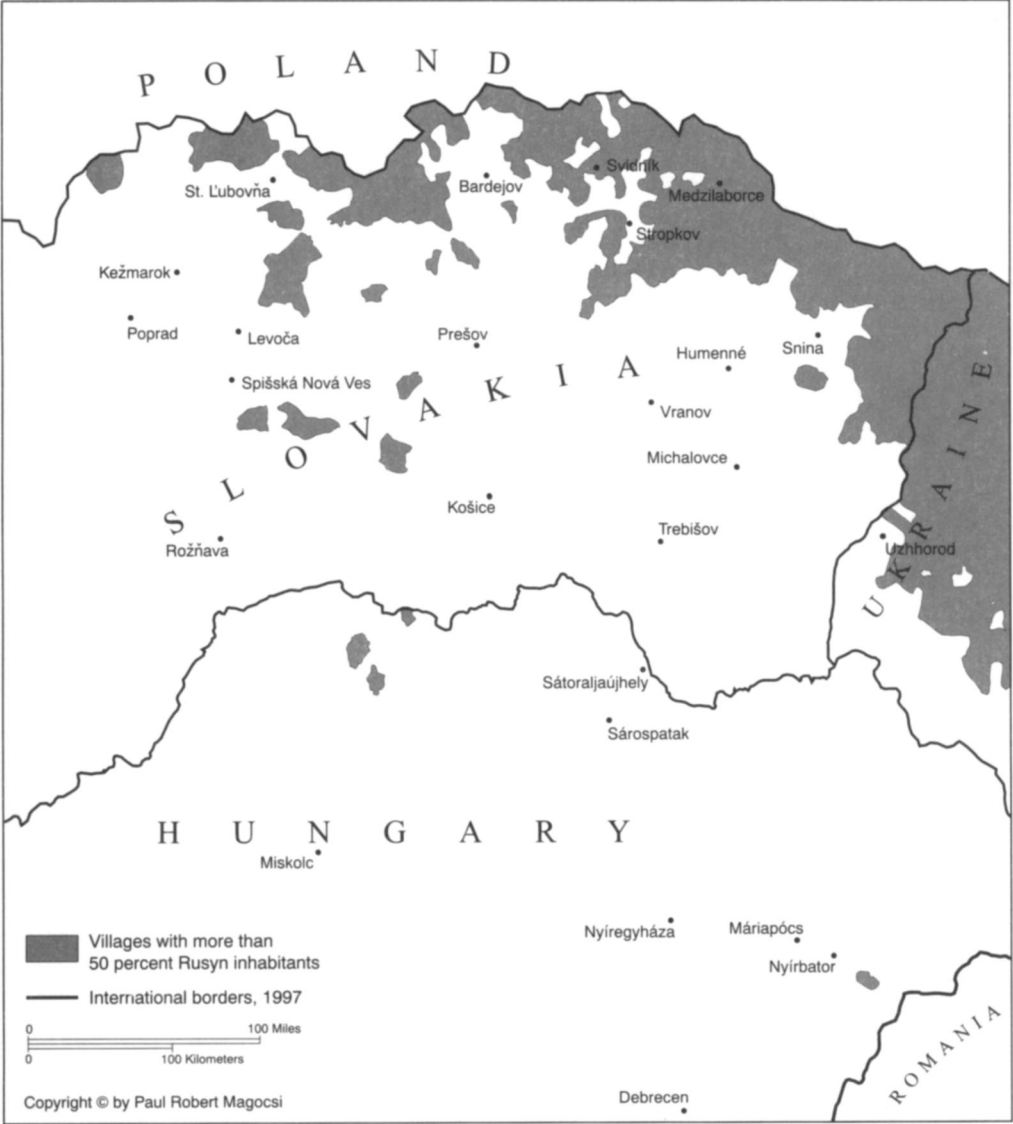 POLAND
Svidník
St. Ľubovňa
Bardejov
Medzilaborce
Stropkov
Kežmarok
Poprad
Levoča
Prešov
Humenné
Snina
Spišská Nová Ves
SLOVAKIA
Vranov
Michalovce
UKRAINE
Košice
Rožňava
Trebišov
Uzhhorod
Sátoraljaújhely
Sárospatak
HUNGARY
Miskolc
Nyíregyháza
Máriapócs
Nyírbator
Villages with more than
50 percent Rusyn inhabitants
International borders, 1997
0 100 Miles
0 100 Kilometers
ROMANIA
Copyright © by Paul Robert Magocsi
Debrecen